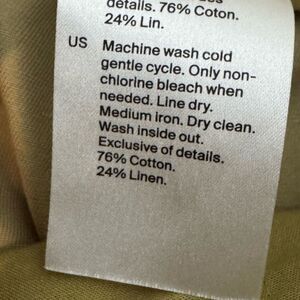 details. 76% Coton.
24% Lin.
US Machine wash cold
gentle cycle. Only non-
chlorine bleach when
needed. Line dry.
Medium iron. Dry clean.
Wash inside out.
Exclusive of details.
76% Cotton.
24% Linen.